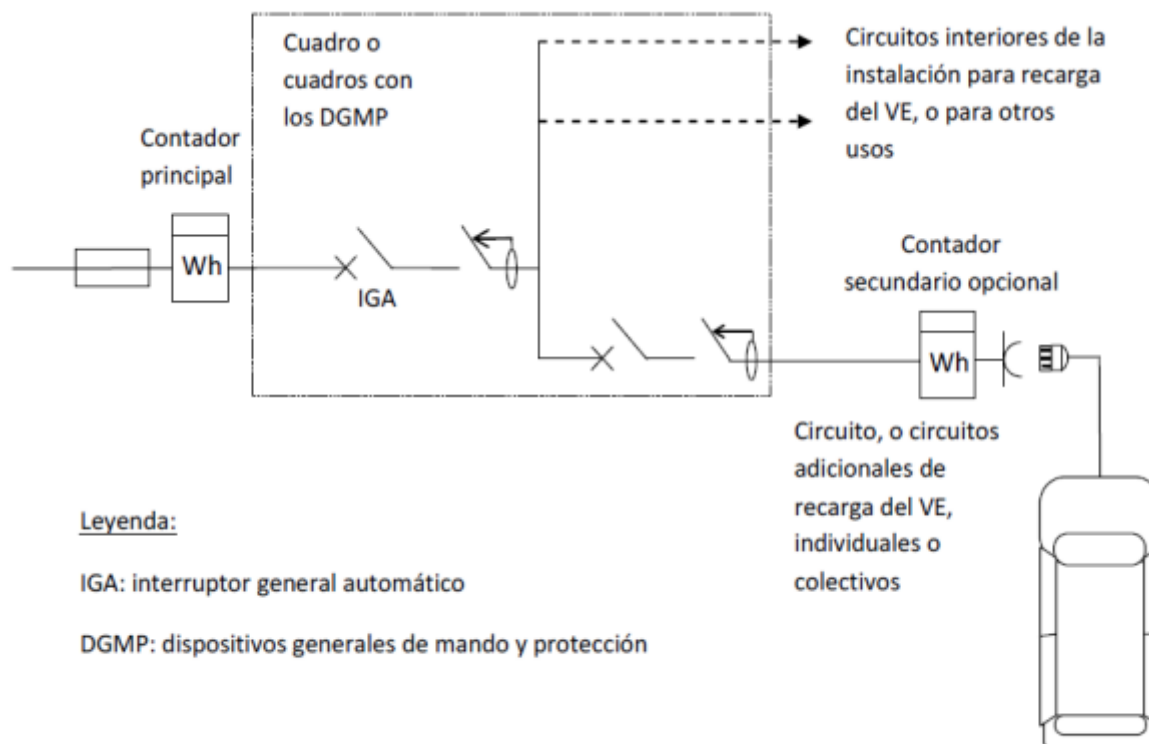 Cuadro o
cuadros con
los DGMP
Circuitos interiores de la
instalación para recarga
del VE, o para otros
usos
Contador
principal
Wh
IGA
Contador
secundario opcional
Wh
Circuito, o circuitos
adicionales de
recarga del VE,
individuales o
colectivos
Leyenda:
IGA: interruptor general automático
DGMP: dispositivos generales de mando y protección